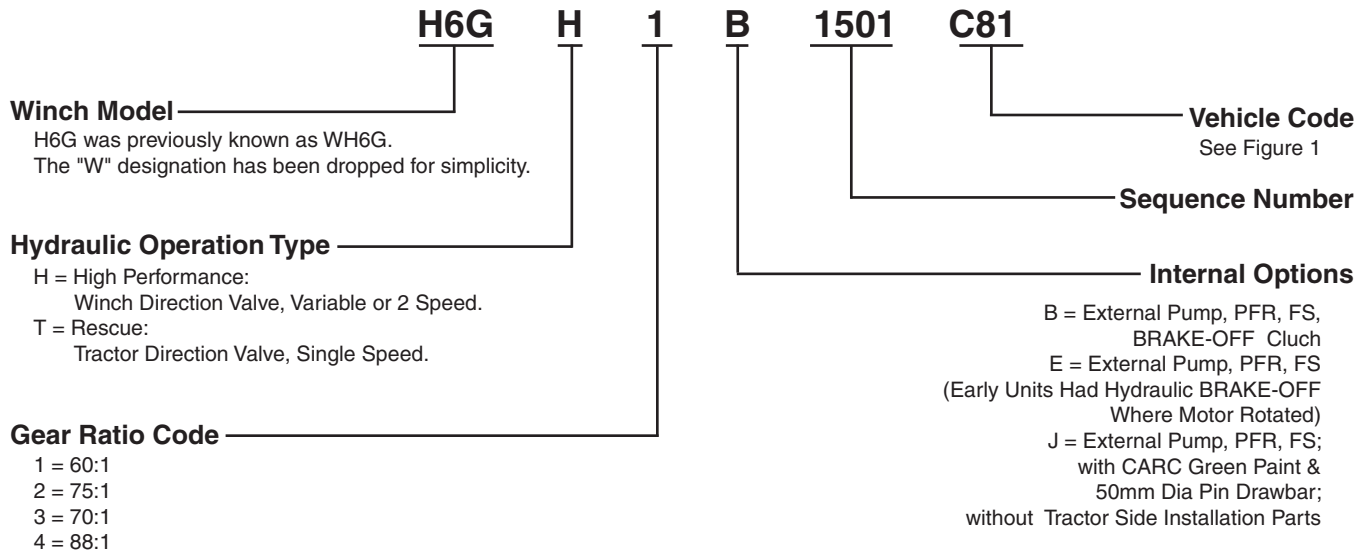 H6G H 1 B 1501 C81
Winch Model
H6G was previously known as WH6G.
The "W" designation has been dropped for simplicity.
Hydraulic Operation Type
H = High Performance:
Winch Direction Valve, Variable or 2 Speed.
T = Rescue:
Tractor Direction Valve, Single Speed.
Gear Ratio Code
1 = 60:1
2 = 75:1
3 = 70:1
4 = 88:1
Vehicle Code
See Figure 1
Sequence Number
Internal Options
B = External Pump, PFR, FS,
BRAKE-OFF Cluch
E = External Pump, PFR, FS
(Early Units Had Hydraulic BRAKE-OFF
Where Motor Rotated)
J = External Pump, PFR, FS;
with CARC Green Paint &
50mm Dia Pin Drawbar;
without Tractor Side Installation Parts